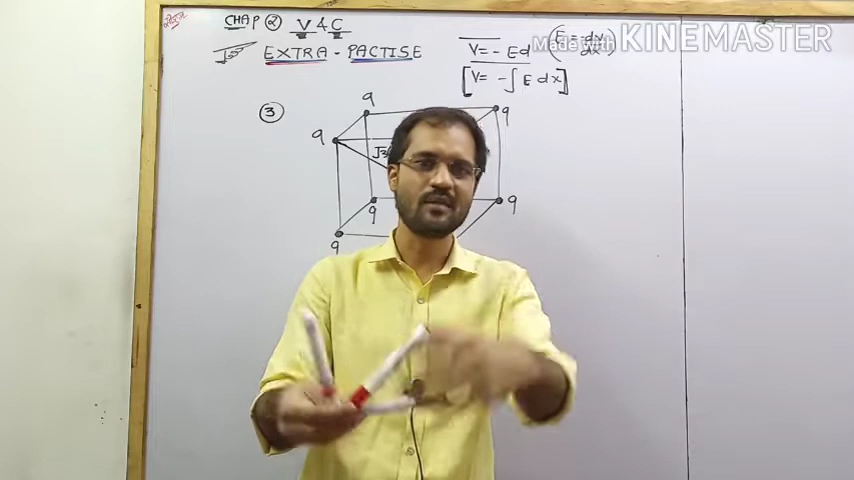 CHAP ② V & C
EXTRA - PACTISE
V = - Ed (E = -dV/dx)
[V = - ∫ E dx]
Made with KINEMASTER
③
q
q
q
q
q
q